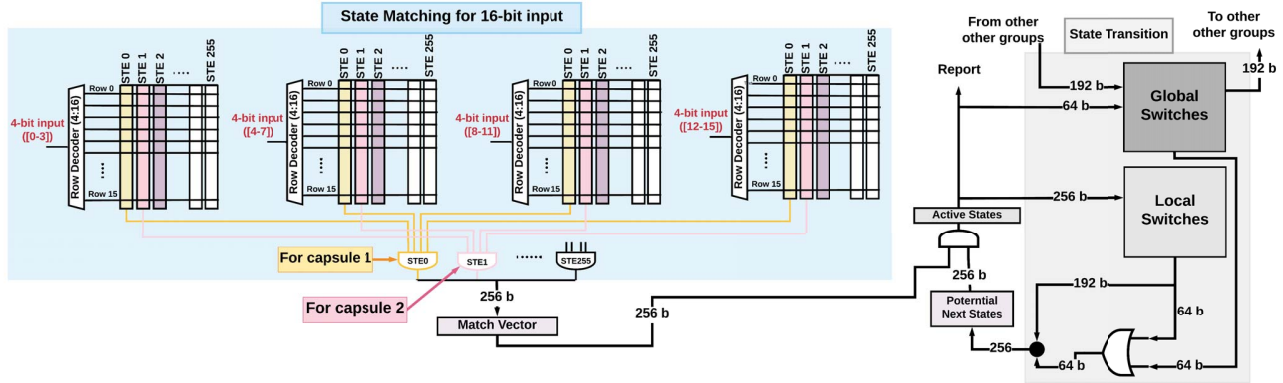 State Matching for 16-bit input
4-bit input
([0-3])
Row Decoder (4:16)
Row 0
Row 15
STE 0
STE 1
STE 2
....
STE 255
4-bit input
([4-7])
Row Decoder (4:16)
Row 0
Row 15
STE 0
STE 1
STE 2
....
STE 255
4-bit input
([8-11])
Row Decoder (4:16)
Row 0
Row 15
STE 0
STE 1
STE 2
....
STE 255
4-bit input
([12-15])
Row Decoder (4:16)
Row 0
Row 15
STE 0
STE 1
STE 2
....
STE 255
For capsule 1
For capsule 2
STE0
STE1
......
STE255
256 b
Match Vector
256 b
From other
other groups
State Transition
To other
other groups
192 b
Report
192 b
64 b
Global
Switches
256 b
Local
Switches
Active States
256 b
Potential
Next States
256
192 b
64 b
64 b
64 b